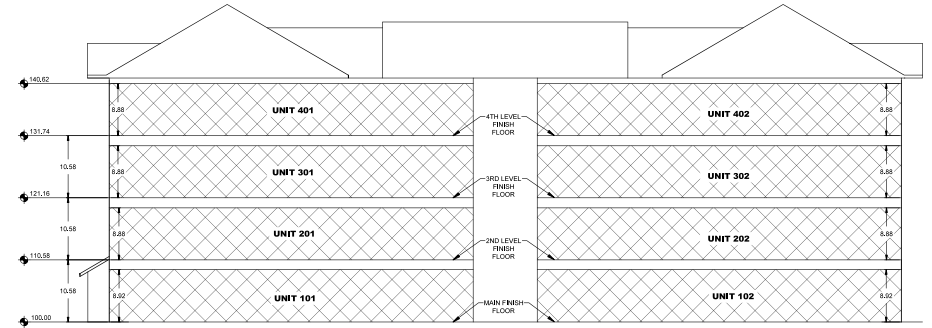 140.62
8.88
UNIT 401
UNIT 402
8.88
4TH LEVEL
FINISH
FLOOR
131.74
10.58
8.88
UNIT 301
UNIT 302
8.88
3RD LEVEL
FINISH
FLOOR
121.16
10.58
8.88
UNIT 201
UNIT 202
8.88
2ND LEVEL
FINISH
FLOOR
110.58
10.58
8.92
UNIT 101
UNIT 102
8.92
MAIN FINISH
FLOOR
100.00